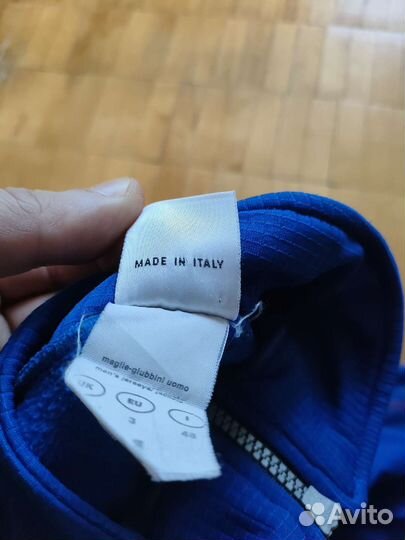 MADE IN ITALY
maglie-giubbini uomo
men's jerseys-jackets
UK EU I
3 48
Avito